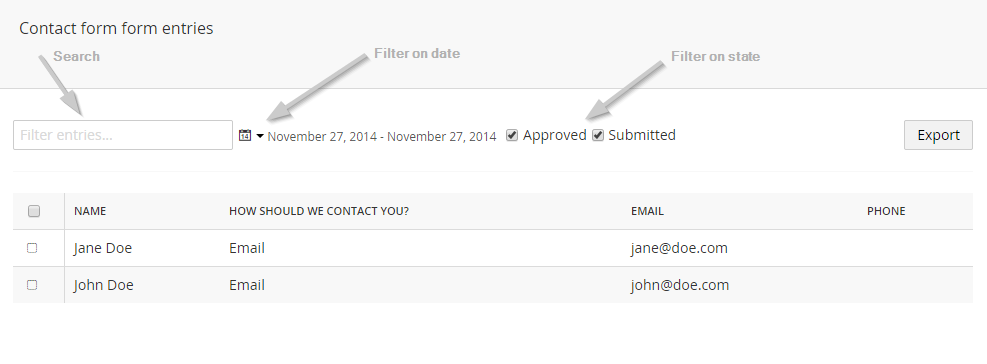 Contact form form entries
Search
Filter on date
Filter on state
Filter entries...
14
November 27, 2014 - November 27, 2014
Approved
Submitted
Export
NAME HOW SHOULD WE CONTACT YOU? EMAIL PHONE
Jane Doe Email jane@doe.com
John Doe Email john@doe.com